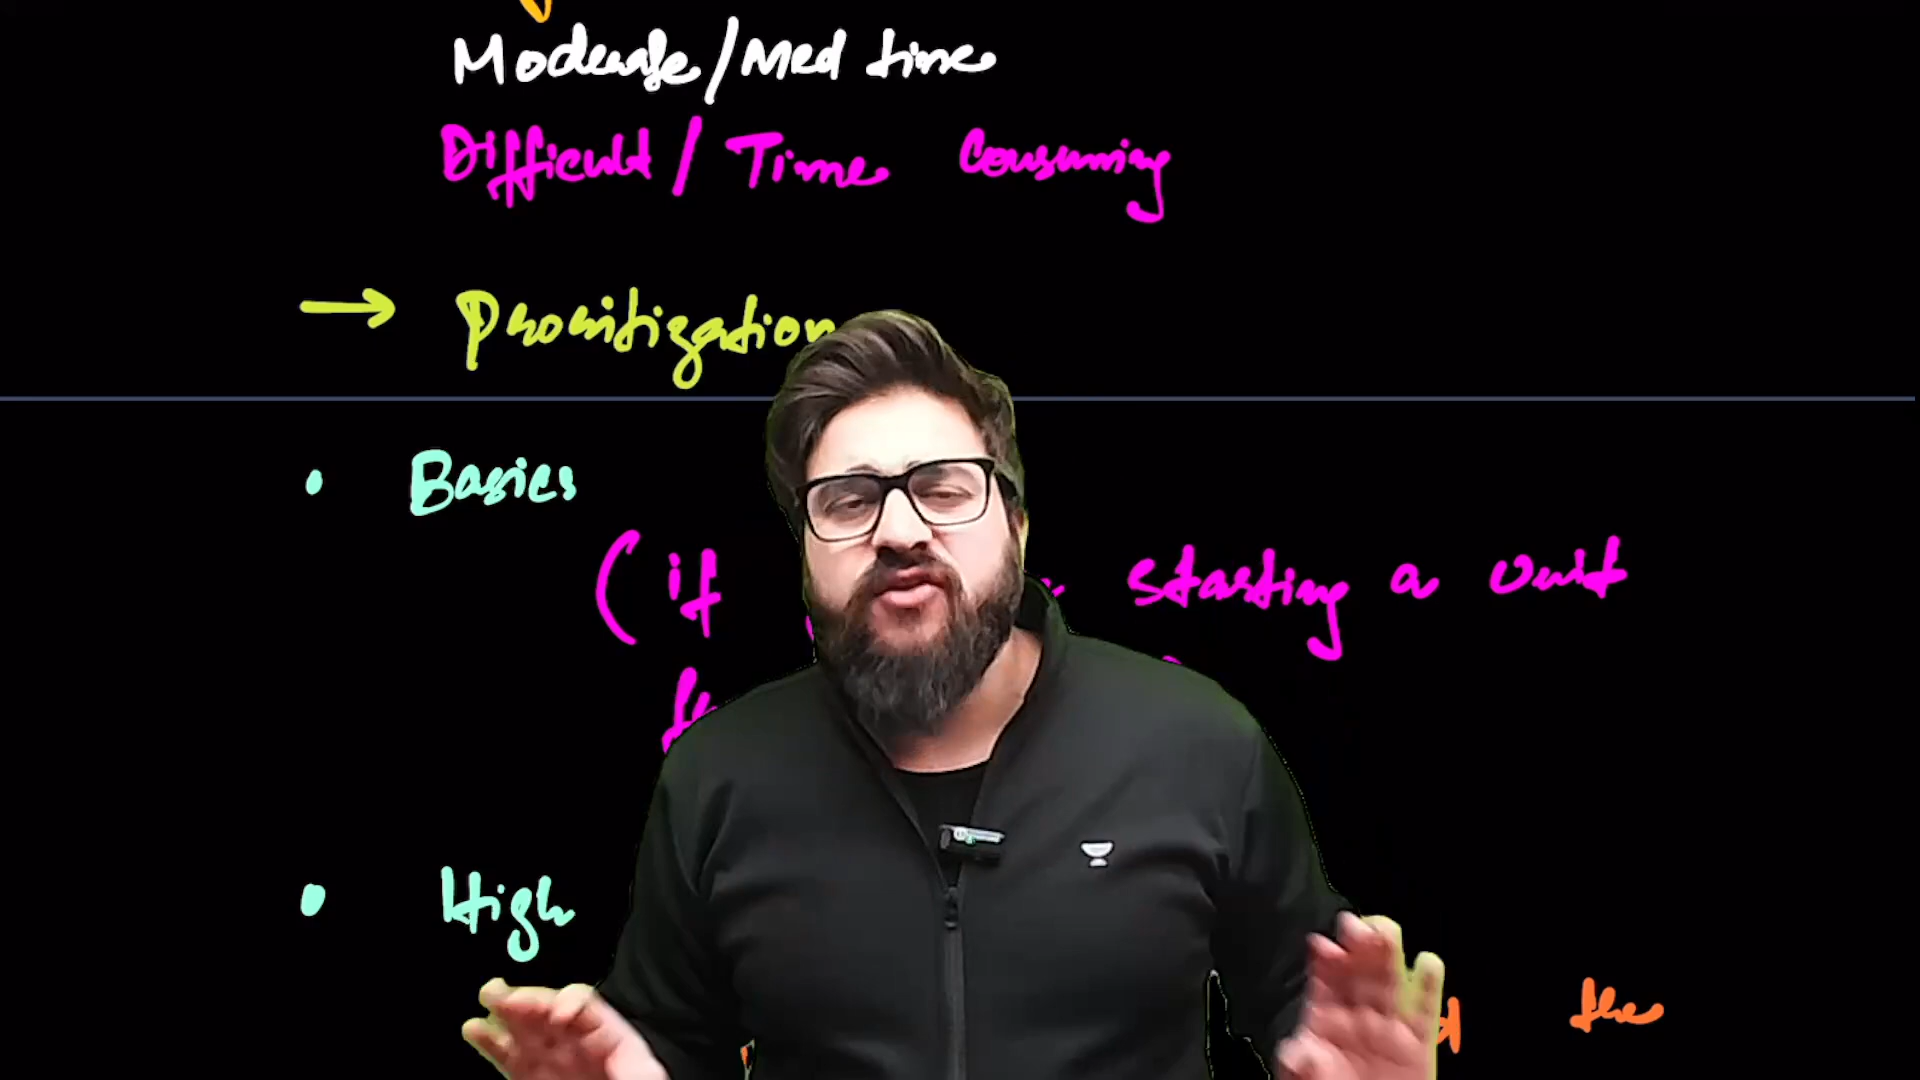 Moderate/Med time
Difficult/Time Consuming
→ Prioritization
• Basics
(if starting a unit
• High
the